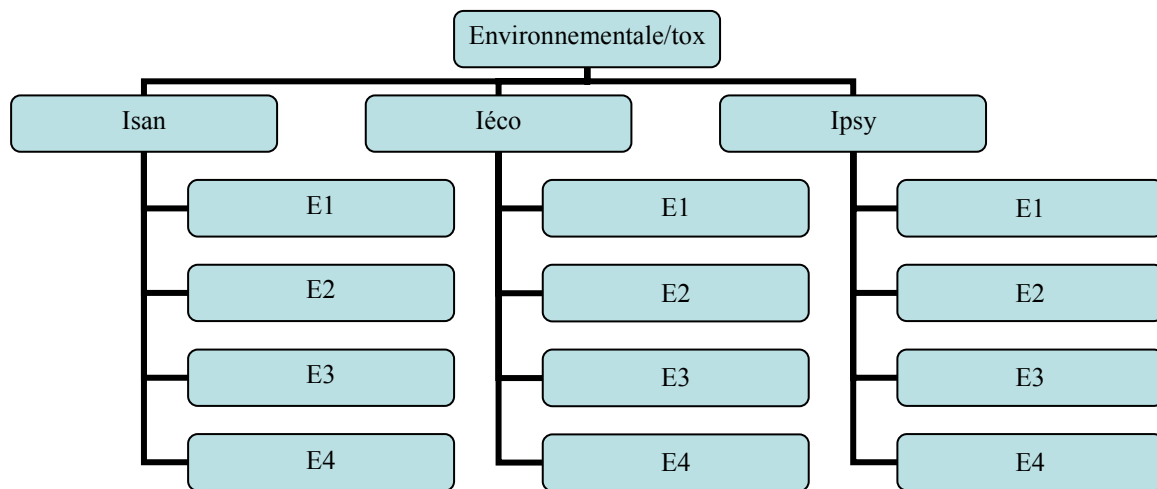 Environnementale/tox
Isan
Iéco
Ipsy
E1
E1
E1
E2
E2
E2
E3
E3
E3
E4
E4
E4